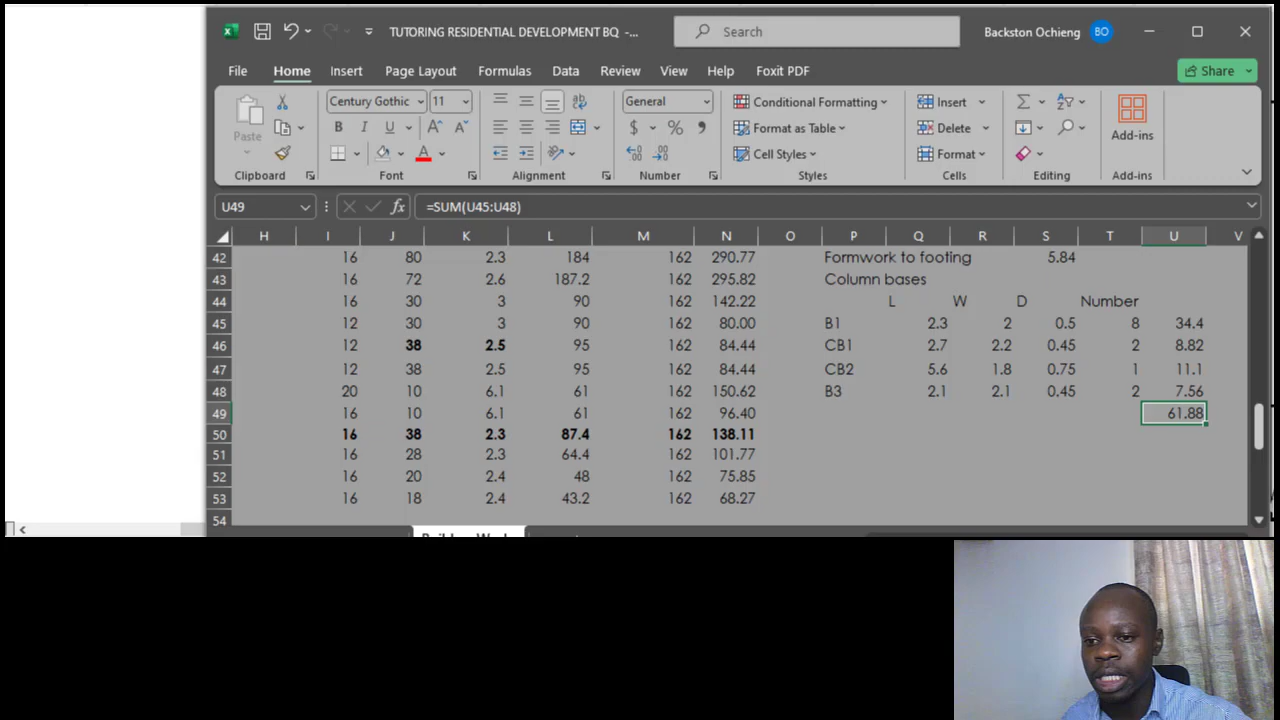 TUTORING RESIDENTIAL DEVELOPMENT BQ -...
Search
Backston Ochieng
BO
File Home Insert Page Layout Formulas Data Review View Help Foxit PDF
Share
Paste
Clipboard
Century Gothic 11
B I U
Font
Alignment
General
$ % 9
Number
Conditional Formatting
Format as Table
Cell Styles
Styles
Insert
Delete
Format
Cells
Editing
Add-ins
Add-ins
U49 fx =SUM(U45:U48)
H I J K L M N O P Q R S T U V
42 16 80 2.3 184 162 290.77 Formwork to footing 5.84
43 16 72 2.6 187.2 162 295.82 Column bases
44 16 30 3 90 162 142.22 L W D Number
45 12 30 3 90 162 80.00 B1 2.3 2 0.5 8 34.4
46 12 38 2.5 95 162 84.44 CB1 2.7 2.2 0.45 2 8.82
47 12 38 2.5 95 162 84.44 CB2 5.6 1.8 0.75 1 11.1
48 20 10 6.1 61 162 150.62 B3 2.1 2.1 0.45 2 7.56
49 16 10 6.1 61 162 96.40 61.88
50 16 38 2.3 87.4 162 138.11
51 16 28 2.3 64.4 162 101.77
52 16 20 2.4 48 162 75.85
53 16 18 2.4 43.2 162 68.27
54